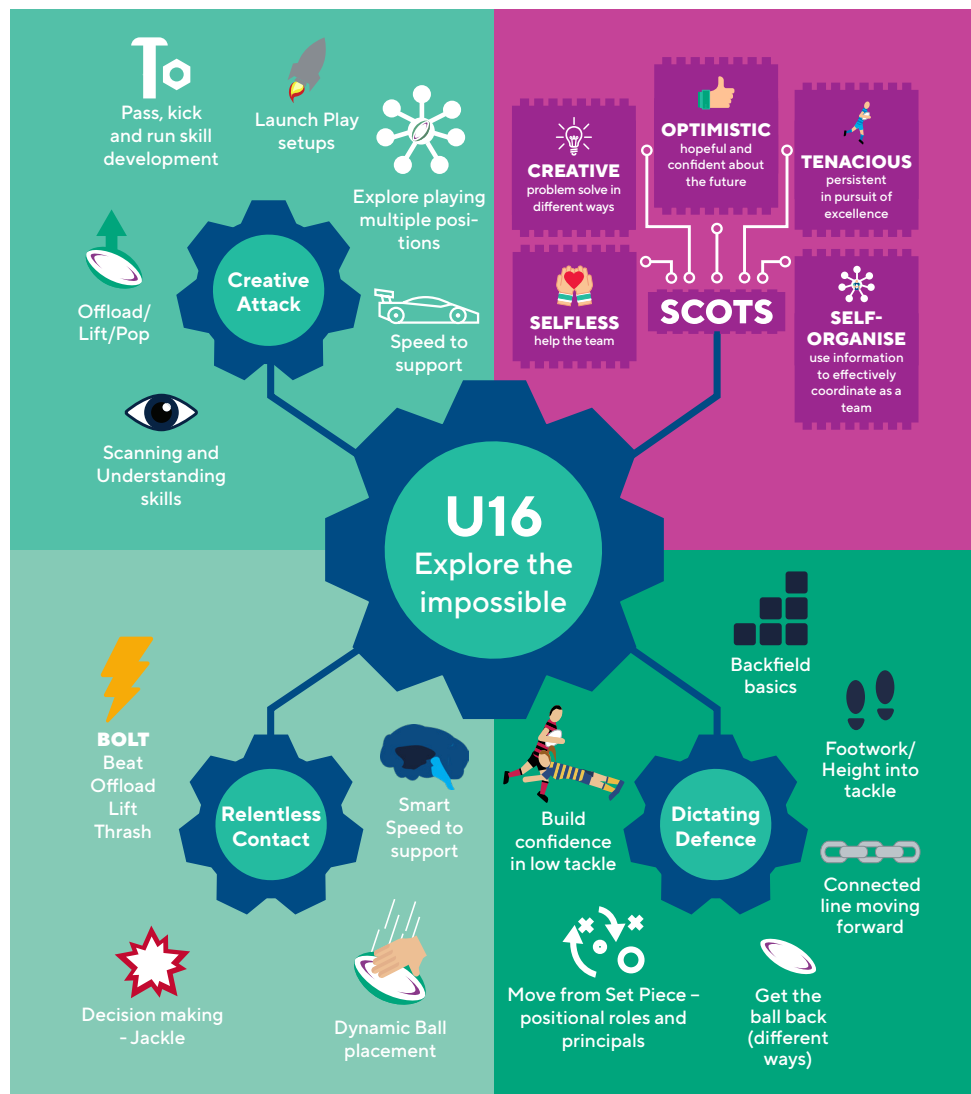 Pass, kick
and run skill
development
Launch Play
setups
Explore playing
multiple posi-
tions
Offload/
Lift/Pop
Creative
Attack
Speed to
support
Scanning and
Understanding
skills
CREATIVE
problem solve in
different ways
OPTIMISTIC
hopeful and
confident about
the future
TENACIOUS
persistent
in pursuit of
excellence
SELFLESS
help the team
SCOTS
SELF-
ORGANISE
use information
to effectively
coordinate as a
team
U16
Explore the
impossible
BOLT
Beat
Offload
Lift
Thrash
Relentless
Contact
Smart
Speed to
support
Decision making
- Jackle
Dynamic Ball
placement
Backfield
basics
Footwork/
Height into
tackle
Build
confidence
in low tackle
Dictating
Defence
Connected
line moving
forward
Move from Set Piece –
positional roles and
principals
Get the
ball back
(different
ways)